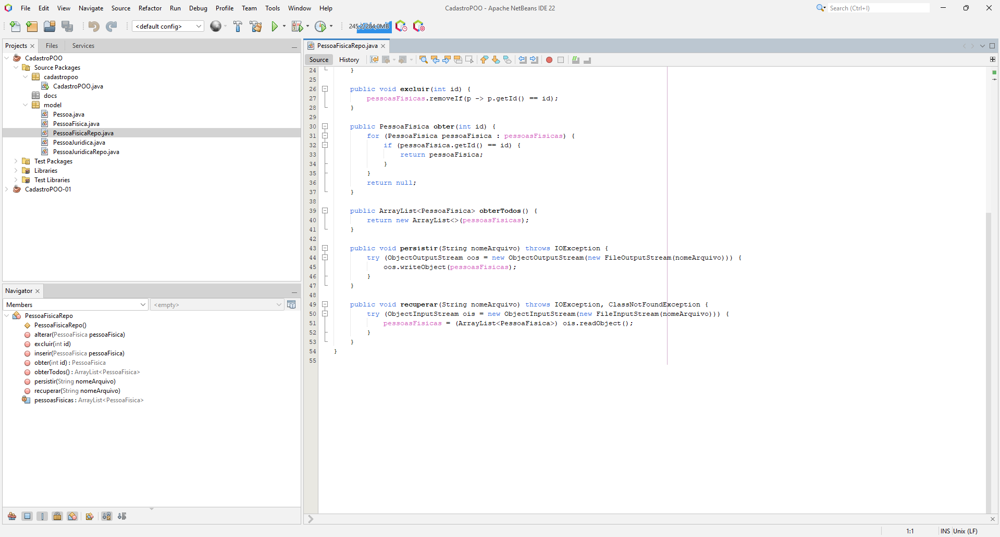 File Edit View Navigate Source Refactor Run Debug Profile Team Tools Window Help
CadastroPOO - Apache NetBeans IDE 22
Search (Ctrl+I)
<default config>
245,2/284,0MB
Projects Files Services
CadastroPOO
Source Packages
cadastropoo
CadastroPOO.java
docs
model
Pessoa.java
PessoaFisica.java
PessoaFisicaRepo.java
PessoaJuridica.java
PessoaJuridicaRepo.java
Test Packages
Libraries
Test Libraries
CadastroPOO-01
Navigator
Members
<empty>
PessoaFisicaRepo
PessoaFisicaRepo()
alterar(PessoaFisica pessoaFisica)
excluir(int id)
inserir(PessoaFisica pessoaFisica)
obter(int id) : PessoaFisica
obterTodos() : ArrayList<PessoaFisica>
persistir(String nomeArquivo)
recuperar(String nomeArquivo)
pessoasFisicas : ArrayList<PessoaFisica>
PessoaFisicaRepo.java
Source History
24 }
25
26 public void excluir(int id) {
27 pessoasFisicas.removeIf(p -> p.getId() == id);
28 }
29
30 public PessoaFisica obter(int id) {
31 for (PessoaFisica pessoaFisica : pessoasFisicas) {
32 if (pessoaFisica.getId() == id) {
33 return pessoaFisica;
34 }
35 }
36 return null;
37 }
38
39 public ArrayList<PessoaFisica> obterTodos() {
40 return new ArrayList<>(pessoasFisicas);
41 }
42
43 public void persistir(String nomeArquivo) throws IOException {
44 try (ObjectOutputStream oos = new ObjectOutputStream(new FileOutputStream(nomeArquivo))) {
45 oos.writeObject(pessoasFisicas);
46 }
47 }
48
49 public void recuperar(String nomeArquivo) throws IOException, ClassNotFoundException {
50 try (ObjectInputStream ois = new ObjectInputStream(new FileInputStream(nomeArquivo))) {
51 pessoasFisicas = (ArrayList<PessoaFisica>) ois.readObject();
52 }
53 }
54 }
55
1:1 INS Unix (LF)